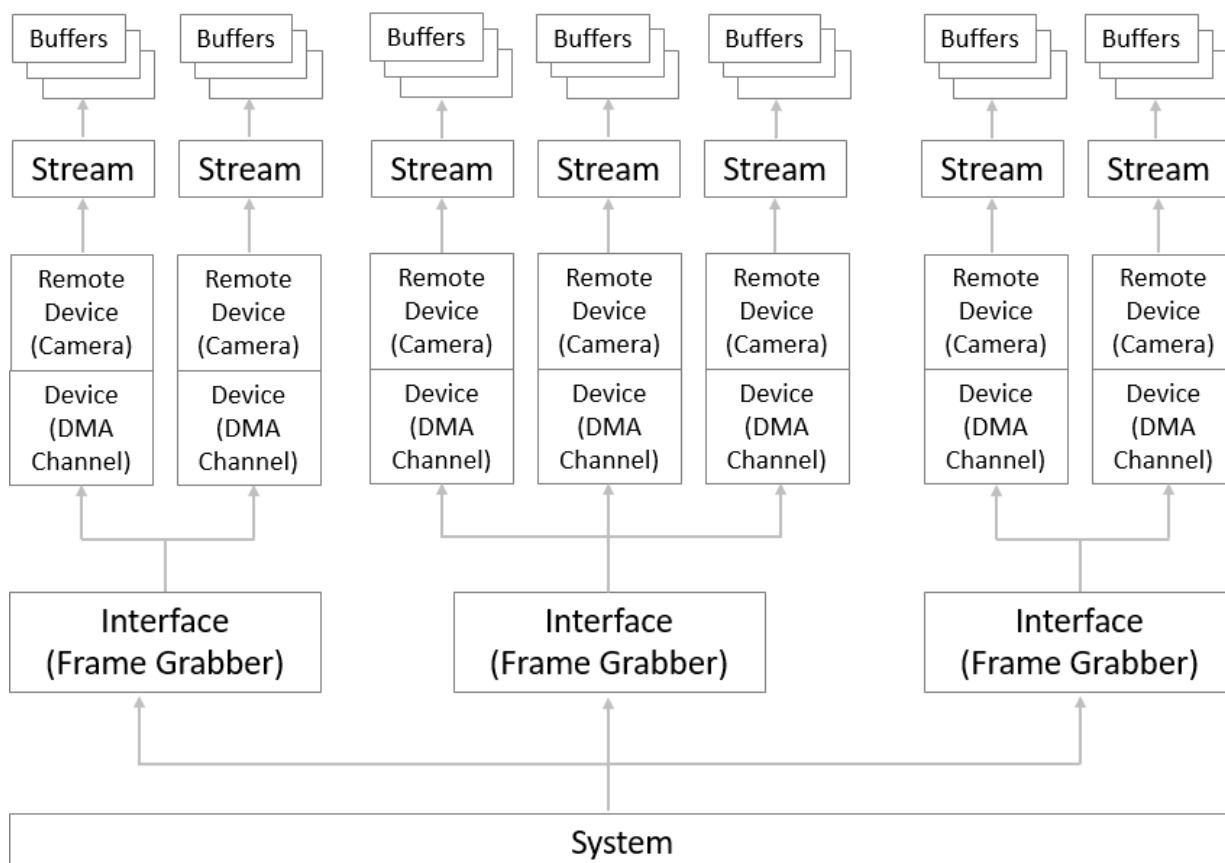 Buffers
Buffers
Buffers
Buffers
Buffers
Buffers
Buffers
Stream
Stream
Stream
Stream
Stream
Stream
Stream
Remote
Device
(Camera)
Remote
Device
(Camera)
Remote
Device
(Camera)
Remote
Device
(Camera)
Remote
Device
(Camera)
Remote
Device
(Camera)
Remote
Device
(Camera)
Device
(DMA
Channel)
Device
(DMA
Channel)
Device
(DMA
Channel)
Device
(DMA
Channel)
Device
(DMA
Channel)
Device
(DMA
Channel)
Device
(DMA
Channel)
Interface
(Frame Grabber)
Interface
(Frame Grabber)
Interface
(Frame Grabber)
System